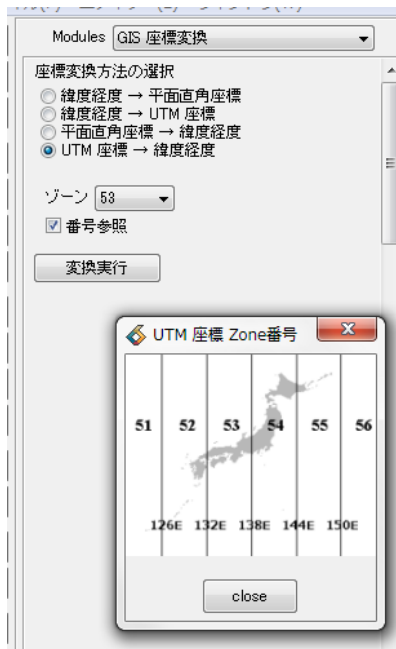 Modules GIS 座標変換
座標変換方法の選択
緯度経度 → 平面直角座標
緯度経度 → UTM 座標
平面直角座標 → 緯度経度
UTM 座標 → 緯度経度
ゾーン 53
番号参照
変換実行
UTM 座標 Zone番号
51 52 53 54 55 56
126E 132E 138E 144E 150E
close